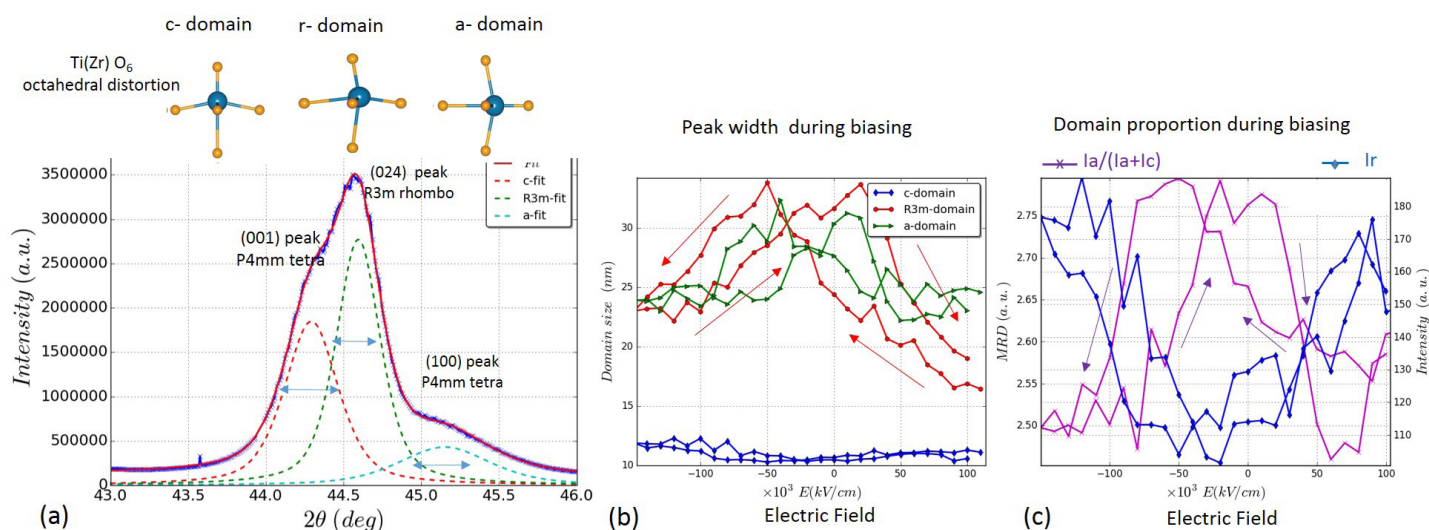 c- domain
r- domain
a- domain
Ti(Zr) O6
octahedral distortion
Fit
c-fit
R3m-fit
a-fit
(024) peak
R3m rhombo
(001) peak
P4mm tetra
(100) peak
P4mm tetra
Intensity (a.u.)
3500000
3000000
2500000
2000000
1500000
1000000
500000
0
43.0
43.5
44.0
44.5
45.0
45.5
46.0
2θ (deg)
(a)
Peak width during biasing
c-domain
R3m-domain
a-domain
Domain size (nm)
30
25
20
15
10
−100
−50
0
50
100
×10³ E(kV/cm)
Electric Field
(b)
Domain proportion during biasing
Ia/(Ia+Ic)
Ir
MRD (a. u.)
2.75
2.70
2.65
2.60
2.55
2.50
180
170
160
150
140
130
120
110
Intensity (a. u.)
−100
−50
0
50
100
×10³ E(kV/cm)
Electric Field
(c)